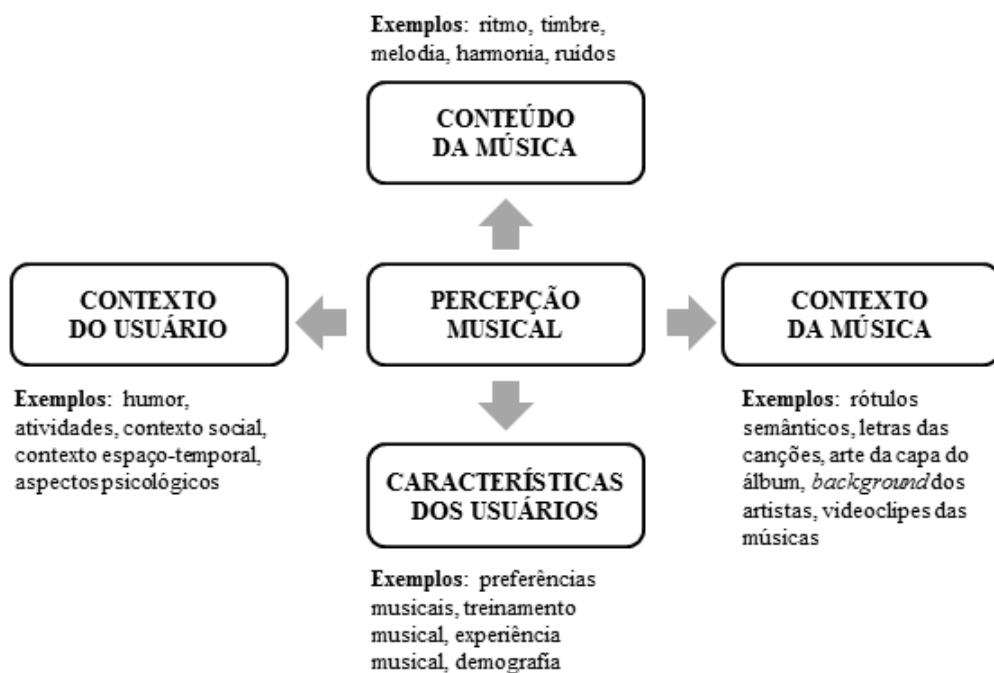 Exemplos: ritmo, timbre,
melodia, harmonia, ruídos
CONTEÚDO
DA MÚSICA
CONTEXTO
DO USUÁRIO
PERCEPÇÃO
MUSICAL
CONTEXTO
DA MÚSICA
Exemplos: humor,
atividades, contexto social,
contexto espaço-temporal,
aspectos psicológicos
Exemplos: rótulos
semânticos, letras das
canções, arte da capa do
álbum, background dos
artistas, videoclipes das
músicas
CARACTERÍSTICAS
DOS USUÁRIOS
Exemplos: preferências
musicais, treinamento
musical, experiência
musical, demografia